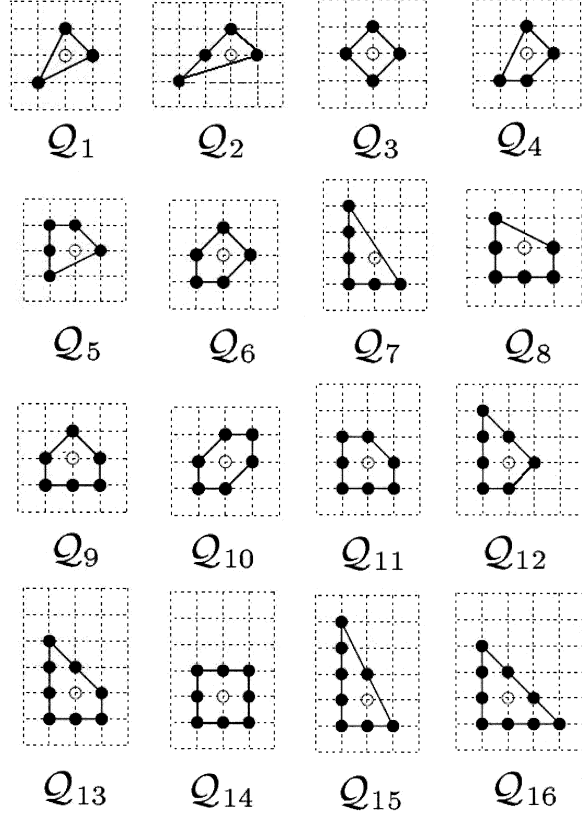 𝒬₁ 𝒬₂ 𝒬₃ 𝒬₄
𝒬₅ 𝒬₆ 𝒬₇ 𝒬₈
𝒬₉ 𝒬₁₀ 𝒬₁₁ 𝒬₁₂
𝒬₁₃ 𝒬₁₄ 𝒬₁₅ 𝒬₁₆